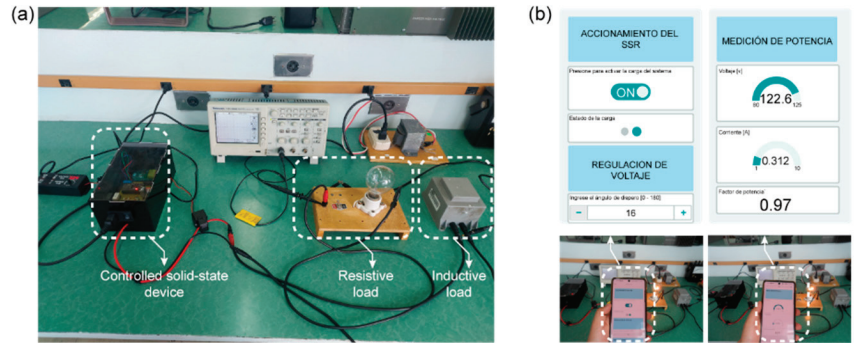 (a)
Controlled solid-state
device
Resistive
load
Inductive
load
(b)
ACCIONAMIENTO DEL
SSR
Presione para activar la carga del sistema
ON
Estado de la carga
REGULACION DE
VOLTAJE
Ingrese el ángulo de disparo [0 - 180]
-
16
+
MEDICIÓN DE POTENCIA
Voltaje [v]
122.6
90
125
Corriente [A]
0.312
1
10
Factor de potencia
0.97